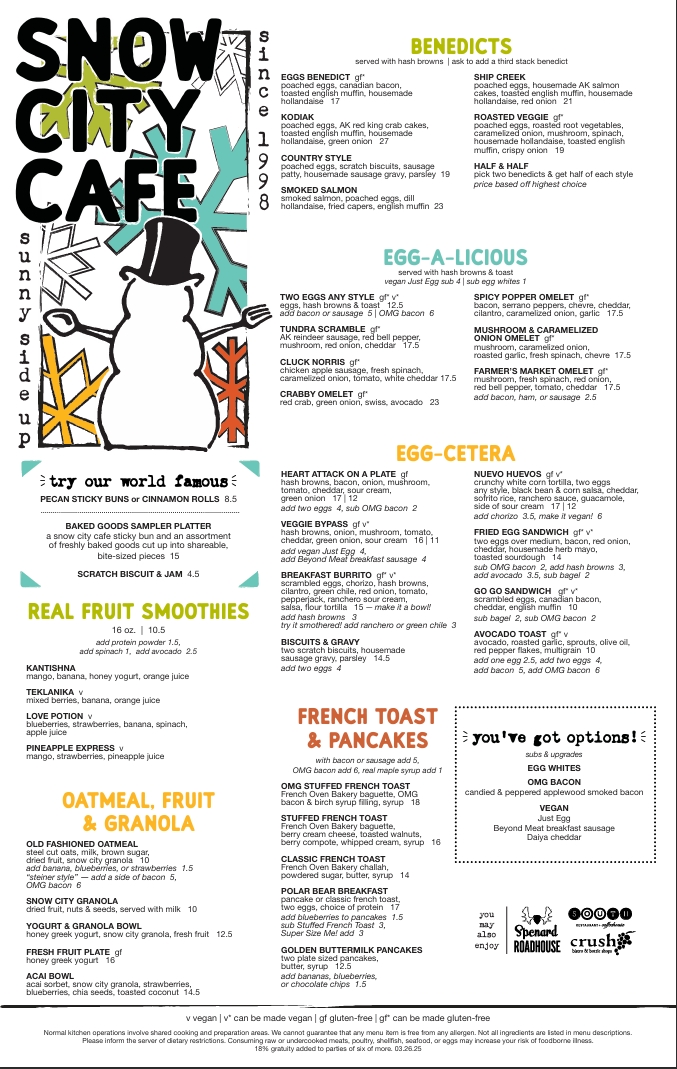 SNOW
CITY
CAFE
since 1998
sunny side up
try our world famous
PECAN STICKY BUNS or CINNAMON ROLLS 8.5
BAKED GOODS SAMPLER PLATTER
a snow city cafe sticky bun and an assortment
of freshly baked goods cut up into shareable,
bite-sized pieces 15
SCRATCH BISCUIT & JAM 4.5
REAL FRUIT SMOOTHIES
16 oz. | 10.5
add protein powder 1.5,
add spinach 1, add avocado 2.5
KANTISHNA
mango, banana, honey yogurt, orange juice
TEKLANIKA v
mixed berries, banana, orange juice
LOVE POTION v
blueberries, strawberries, banana, spinach,
apple juice
PINEAPPLE EXPRESS v
mango, strawberries, pineapple juice
OATMEAL, FRUIT
& GRANOLA
OLD FASHIONED OATMEAL
steel cut oats, milk, brown sugar,
dried fruit, snow city granola 10
add banana, blueberries, or strawberries 1.5
"steiner style" — add a side of bacon 5,
OMG bacon 6
SNOW CITY GRANOLA
dried fruit, nuts & seeds, served with milk 10
YOGURT & GRANOLA BOWL
honey greek yogurt, snow city granola, fresh fruit 12.5
FRESH FRUIT PLATE gf
honey greek yogurt 16
ACAI BOWL
acai sorbet, snow city granola, strawberries,
blueberries, chia seeds, toasted coconut 14.5
BENEDICTS
served with hash browns | ask to add a third stack benedict
EGGS BENEDICT gf*
poached eggs, canadian bacon,
toasted english muffin, housemade
hollandaise 17
KODIAK
poached eggs, AK red king crab cakes,
toasted english muffin, housemade
hollandaise, green onion 27
COUNTRY STYLE
poached eggs, scratch biscuits, sausage
patty, housemade sausage gravy, parsley 19
SMOKED SALMON
smoked salmon, poached eggs, dill
hollandaise, fried capers, english muffin 23
SHIP CREEK
poached eggs, housemade AK salmon
cakes, toasted english muffin, housemade
hollandaise, red onion 21
ROASTED VEGGIE gf*
poached eggs, roasted root vegetables,
caramelized onion, mushroom, spinach,
housemade hollandaise, toasted english
muffin, crispy onion 19
HALF & HALF
pick two benedicts & get half of each style
price based off highest choice
EGG-A-LICIOUS
served with hash browns & toast
vegan Just Egg sub 4 | sub egg whites 1
TWO EGGS ANY STYLE gf* v*
eggs, hash browns & toast 12.5
add bacon or sausage 5 | OMG bacon 6
TUNDRA SCRAMBLE gf*
AK reindeer sausage, red bell pepper,
mushroom, red onion, cheddar 17.5
CLUCK NORRIS gf*
chicken apple sausage, fresh spinach,
caramelized onion, tomato, white cheddar 17.5
CRABBY OMELET gf*
red crab, green onion, swiss, avocado 23
SPICY POPPER OMELET gf*
bacon, serrano peppers, chevre, cheddar,
cilantro, caramelized onion, garlic 17.5
MUSHROOM & CARAMELIZED
ONION OMELET gf*
mushroom, caramelized onion,
roasted garlic, fresh spinach, chevre 17.5
FARMER'S MARKET OMELET gf*
mushroom, fresh spinach, red onion,
red bell pepper, tomato, cheddar 17.5
add bacon, ham, or sausage 2.5
EGG-CETERA
HEART ATTACK ON A PLATE gf
hash browns, bacon, onion, mushroom,
tomato, cheddar, sour cream,
green onion 17 | 12
add two eggs 4, sub OMG bacon 2
VEGGIE BYPASS gf v*
hash browns, onion, mushroom, tomato,
cheddar, green onion, sour cream 16 | 11
add vegan Just Egg 4,
add Beyond Meat breakfast sausage 4
BREAKFAST BURRITO gf* v*
scrambled eggs, chorizo, hash browns,
cilantro, green chile, red onion, tomato,
pepperjack, ranchero sour cream,
salsa, flour tortilla 15 — make it a bowl!
add hash browns 3
try it smothered! add ranchero or green chile 3
BISCUITS & GRAVY
two scratch biscuits, housemade
sausage gravy, parsley 14.5
add two eggs 4
NUEVO HUEVOS gf v*
crunchy white corn tortilla, two eggs
any style, black bean & corn salsa, cheddar,
sofrito rice, ranchero sauce, guacamole,
side of sour cream 17 | 12
add chorizo 3.5, make it vegan! 6
FRIED EGG SANDWICH gf* v*
two eggs over medium, bacon, red onion,
cheddar, housemade herb mayo,
toasted sourdough 14
sub OMG bacon 2, add hash browns 3,
add avocado 3.5, sub bagel 2
GO GO SANDWICH gf* v*
scrambled eggs, canadian bacon,
cheddar, english muffin 10
sub bagel 2, sub OMG bacon 2
AVOCADO TOAST gf* v
avocado, roasted garlic, sprouts, olive oil,
red pepper flakes, multigrain 10
add one egg 2.5, add two eggs 4,
add bacon 5, add OMG bacon 6
FRENCH TOAST
& PANCAKES
with bacon or sausage add 5,
OMG bacon add 6, real maple syrup add 1
OMG STUFFED FRENCH TOAST
French Oven Bakery baguette, OMG
bacon & birch syrup filling, syrup 18
STUFFED FRENCH TOAST
French Oven Bakery baguette,
berry cream cheese, toasted walnuts,
berry compote, whipped cream, syrup 16
CLASSIC FRENCH TOAST
French Oven Bakery challah,
powdered sugar, butter, syrup 14
POLAR BEAR BREAKFAST
pancake or classic french toast,
two eggs, choice of protein 17
add blueberries to pancakes 1.5
sub Stuffed French Toast 3,
Super Size Me! add 3
GOLDEN BUTTERMILK PANCAKES
two plate sized pancakes,
butter, syrup 12.5
add bananas, blueberries,
or chocolate chips 1.5
you've got options!
subs & upgrades
EGG WHITES
OMG BACON
candied & peppered applewood smoked bacon
VEGAN
Just Egg
Beyond Meat breakfast sausage
Daiya cheddar
you
may
also
enjoy
Spenard
ROADHOUSE
SOUTH
RESTAURANT + coffeehouse
crush
bistro & bottle shop
v vegan | v* can be made vegan | gf gluten-free | gf* can be made gluten-free
Normal kitchen operations involve shared cooking and preparation areas. We cannot guarantee that any menu item is free from any allergen. Not all ingredients are listed in menu descriptions.
Please inform the server of dietary restrictions. Consuming raw or undercooked meats, poultry, shellfish, seafood, or eggs may increase your risk of foodborne illness.
18% gratuity added to parties of six of more. 03.26.25